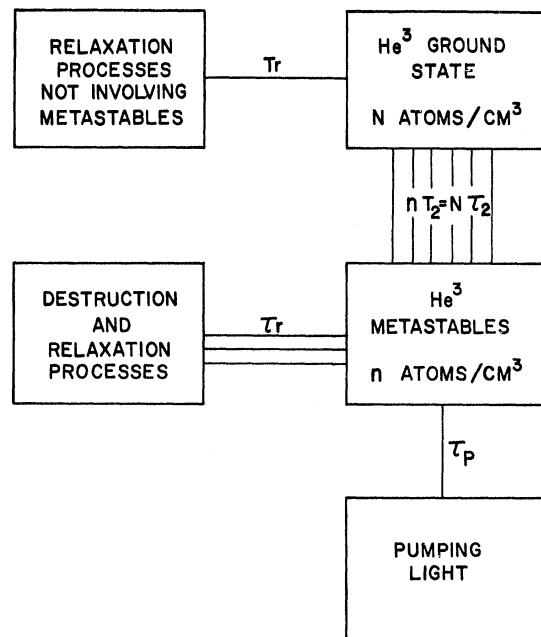 RELAXATION
PROCESSES
NOT INVOLVING
METASTABLES
Tr
He³ GROUND
STATE
N ATOMS/CM³
n T₂=N τ₂
DESTRUCTION
AND
RELAXATION
PROCESSES
τr
He³
METASTABLES
n ATOMS/CM³
τp
PUMPING
LIGHT